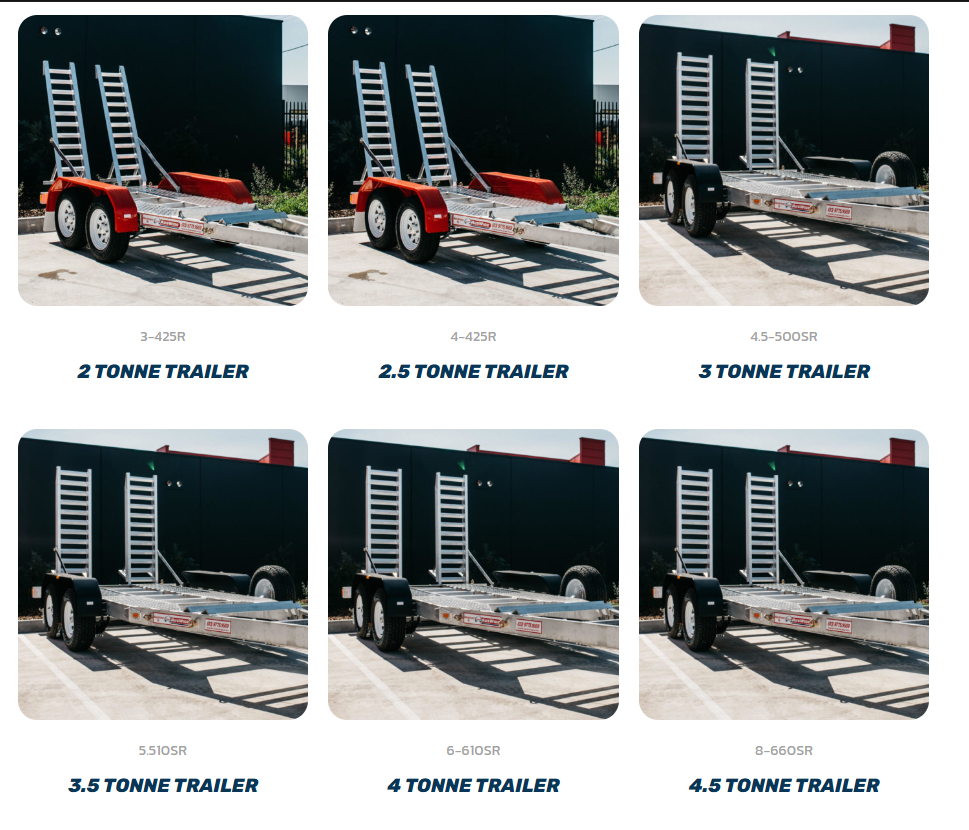 3-425R
2 TONNE TRAILER
4-425R
2.5 TONNE TRAILER
4.5-500SR
3 TONNE TRAILER
5.510SR
3.5 TONNE TRAILER
6-610SR
4 TONNE TRAILER
8-660SR
4.5 TONNE TRAILER